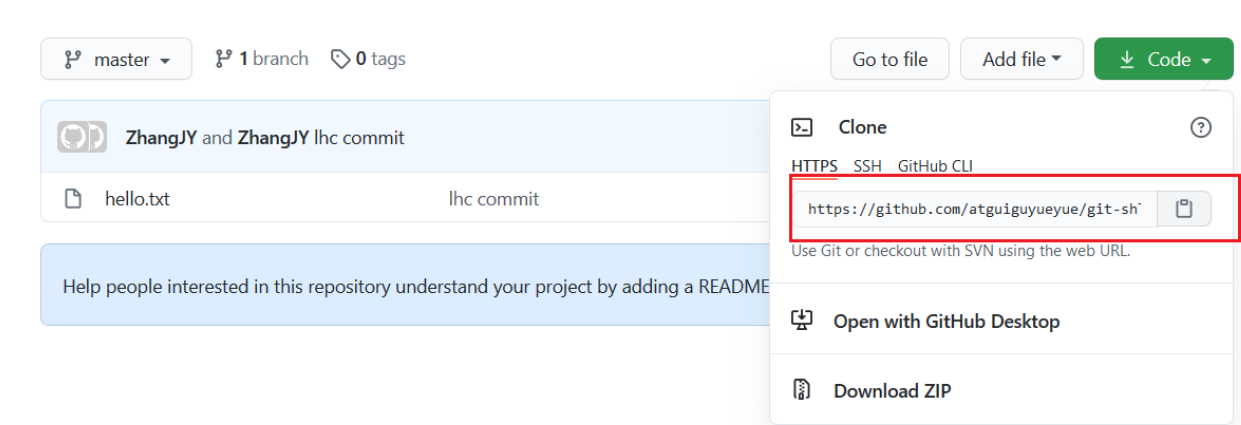 master 1 branch 0 tags Go to file Add file Code
ZhangJY and ZhangJY lhc commit
hello.txt lhc commit
Help people interested in this repository understand your project by adding a README
Clone
HTTPS SSH GitHub CLI
https://github.com/atguiguyueyue/git-sh
Use Git or checkout with SVN using the web URL.
Open with GitHub Desktop
Download ZIP